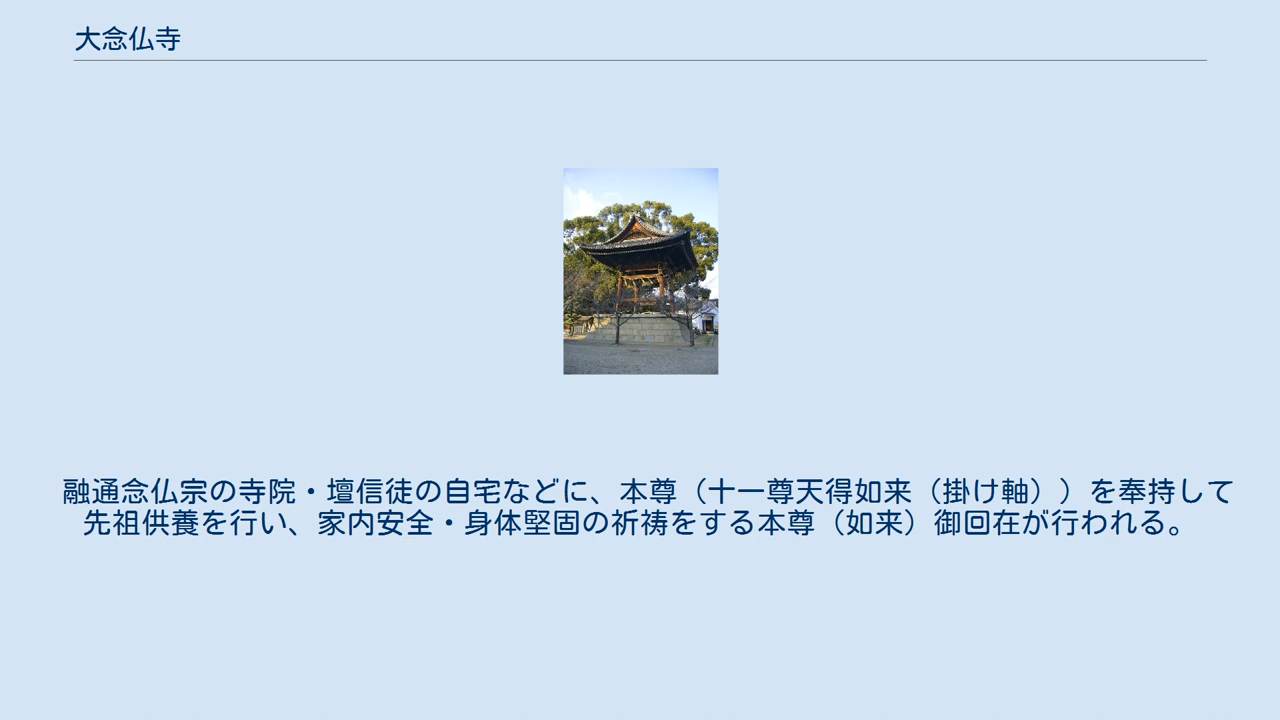 大念仏寺
融通念仏宗の寺院・壇信徒の自宅などに、本尊（十一尊天得如来（掛け軸））を奉持して
先祖供養を行い、家内安全・身体堅固の祈祷をする本尊（如来）御回在が行われる。